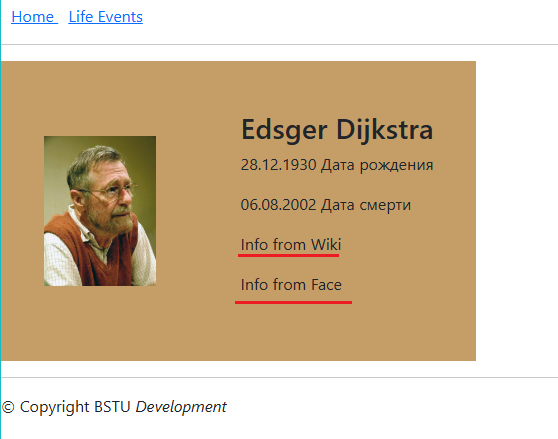 Home Life Events
Edsger Dijkstra
28.12.1930 Дата рождения
06.08.2002 Дата смерти
Info from Wiki
Info from Face
© Copyright BSTU Development